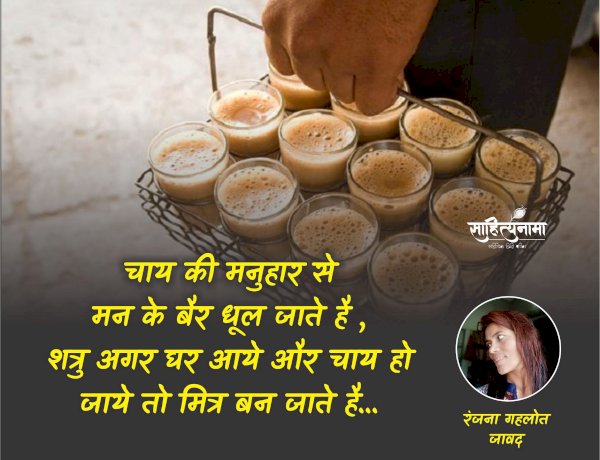 साहित्यनामा
चाय की मनुहार से
मन के बैर धूल जाते है ,
शत्रु अगर घर आये और चाय हो
जाये तो मित्र बन जाते है...
रंजना गहलोत
जावद